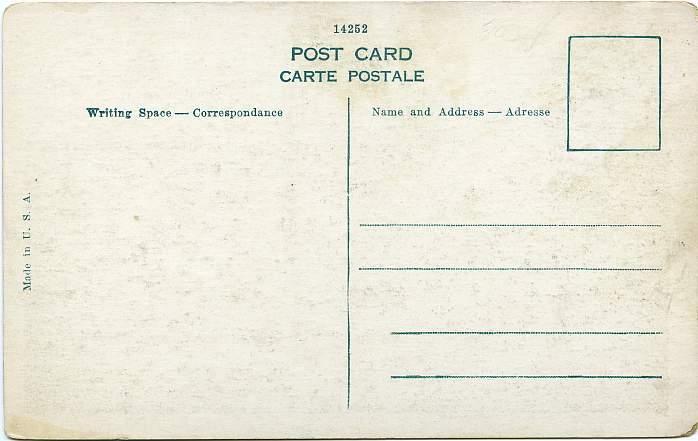 14252
POST CARD
CARTE POSTALE
Writing Space — Correspondance
Name and Address — Adresse
Made in U. S. A.